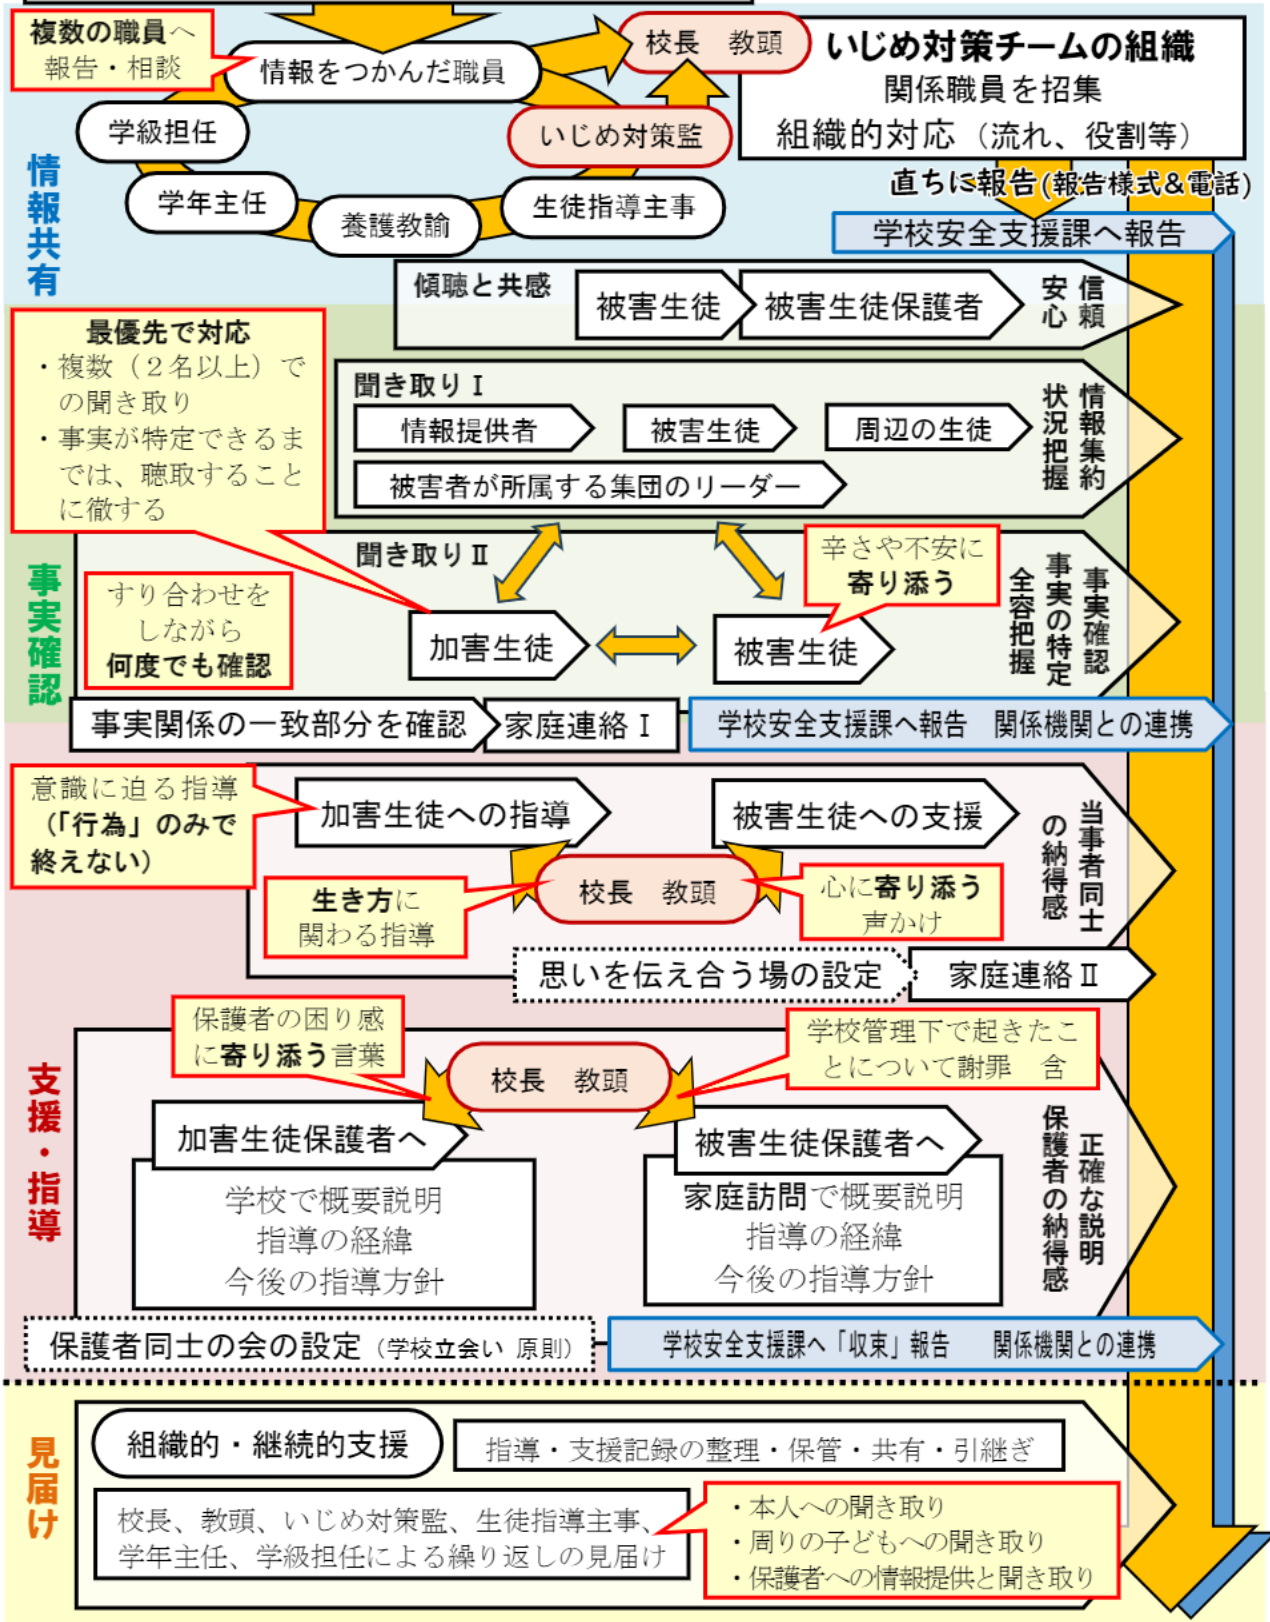 複数の職員へ
報告・相談
情報をつかんだ職員
校長　教頭
いじめ対策チームの組織
関係職員を招集
組織的対応（流れ、役割等）
学級担任
いじめ対策監
学年主任
養護教諭
生徒指導主事
情報共有
直ちに報告(報告様式&電話)
学校安全支援課へ報告
傾聴と共感
被害生徒
被害生徒保護者
信頼
安心
最優先で対応
・複数（２名以上）で
の聞き取り
・事実が特定できるま
では、聴取すること
に徹する
聞き取りⅠ
情報提供者
被害生徒
周辺の生徒
被害者が所属する集団のリーダー
情報集約
状況把握
事実確認
聞き取りⅡ
すり合わせを
しながら
何度でも確認
加害生徒
被害生徒
辛さや不安に
寄り添う
事実確認
事実の特定
全容把握
事実関係の一致部分を確認
家庭連絡Ⅰ
学校安全支援課へ報告　関係機関との連携
意識に迫る指導
（「行為」のみで
終えない）
加害生徒への指導
被害生徒への支援
生き方に
関わる指導
校長　教頭
心に寄り添う
声かけ
当事者同士
の納得感
思いを伝え合う場の設定
家庭連絡Ⅱ
支援・指導
保護者の困り感
に寄り添う言葉
校長　教頭
学校管理下で起きたこ
とについて謝罪　含
加害生徒保護者へ
学校で概要説明
指導の経緯
今後の指導方針
被害生徒保護者へ
家庭訪問で概要説明
指導の経緯
今後の指導方針
正確な説明
保護者の納得感
保護者同士の会の設定（学校立会い 原則）
学校安全支援課へ「収束」報告　関係機関との連携
見届け
組織的・継続的支援
指導・支援記録の整理・保管・共有・引継ぎ
校長、教頭、いじめ対策監、生徒指導主事、
学年主任、学級担任による繰り返しの見届け
・本人への聞き取り
・周りの子どもへの聞き取り
・保護者への情報提供と聞き取り